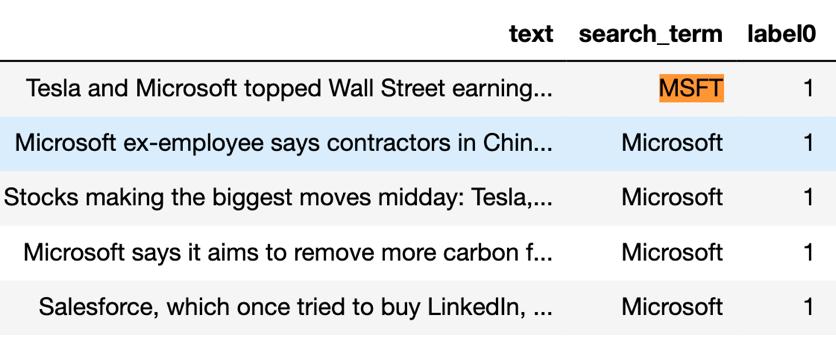 text search_term label0
Tesla and Microsoft topped Wall Street earning... MSFT 1
Microsoft ex-employee says contractors in Chin... Microsoft 1
Stocks making the biggest moves midday: Tesla,... Microsoft 1
Microsoft says it aims to remove more carbon f... Microsoft 1
Salesforce, which once tried to buy LinkedIn, ... Microsoft 1